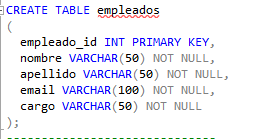 CREATE TABLE empleados
(
empleado_id INT PRIMARY KEY,
nombre VARCHAR(50) NOT NULL,
apellido VARCHAR(50) NOT NULL,
email VARCHAR(100) NOT NULL,
cargo VARCHAR(50) NOT NULL
);